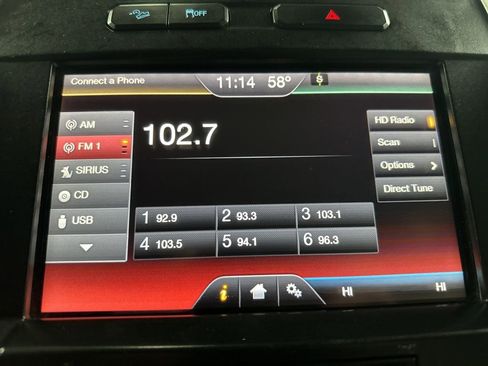 OFF
Connect a Phone
11:14 58°
S
AM
FM 1
SIRIUS
CD
USB
102.7
HD Radio
Scan
Options
Direct Tune
1 92.9
2 93.3
3 103.1
4 103.5
5 94.1
6 96.3
i
HI
HI